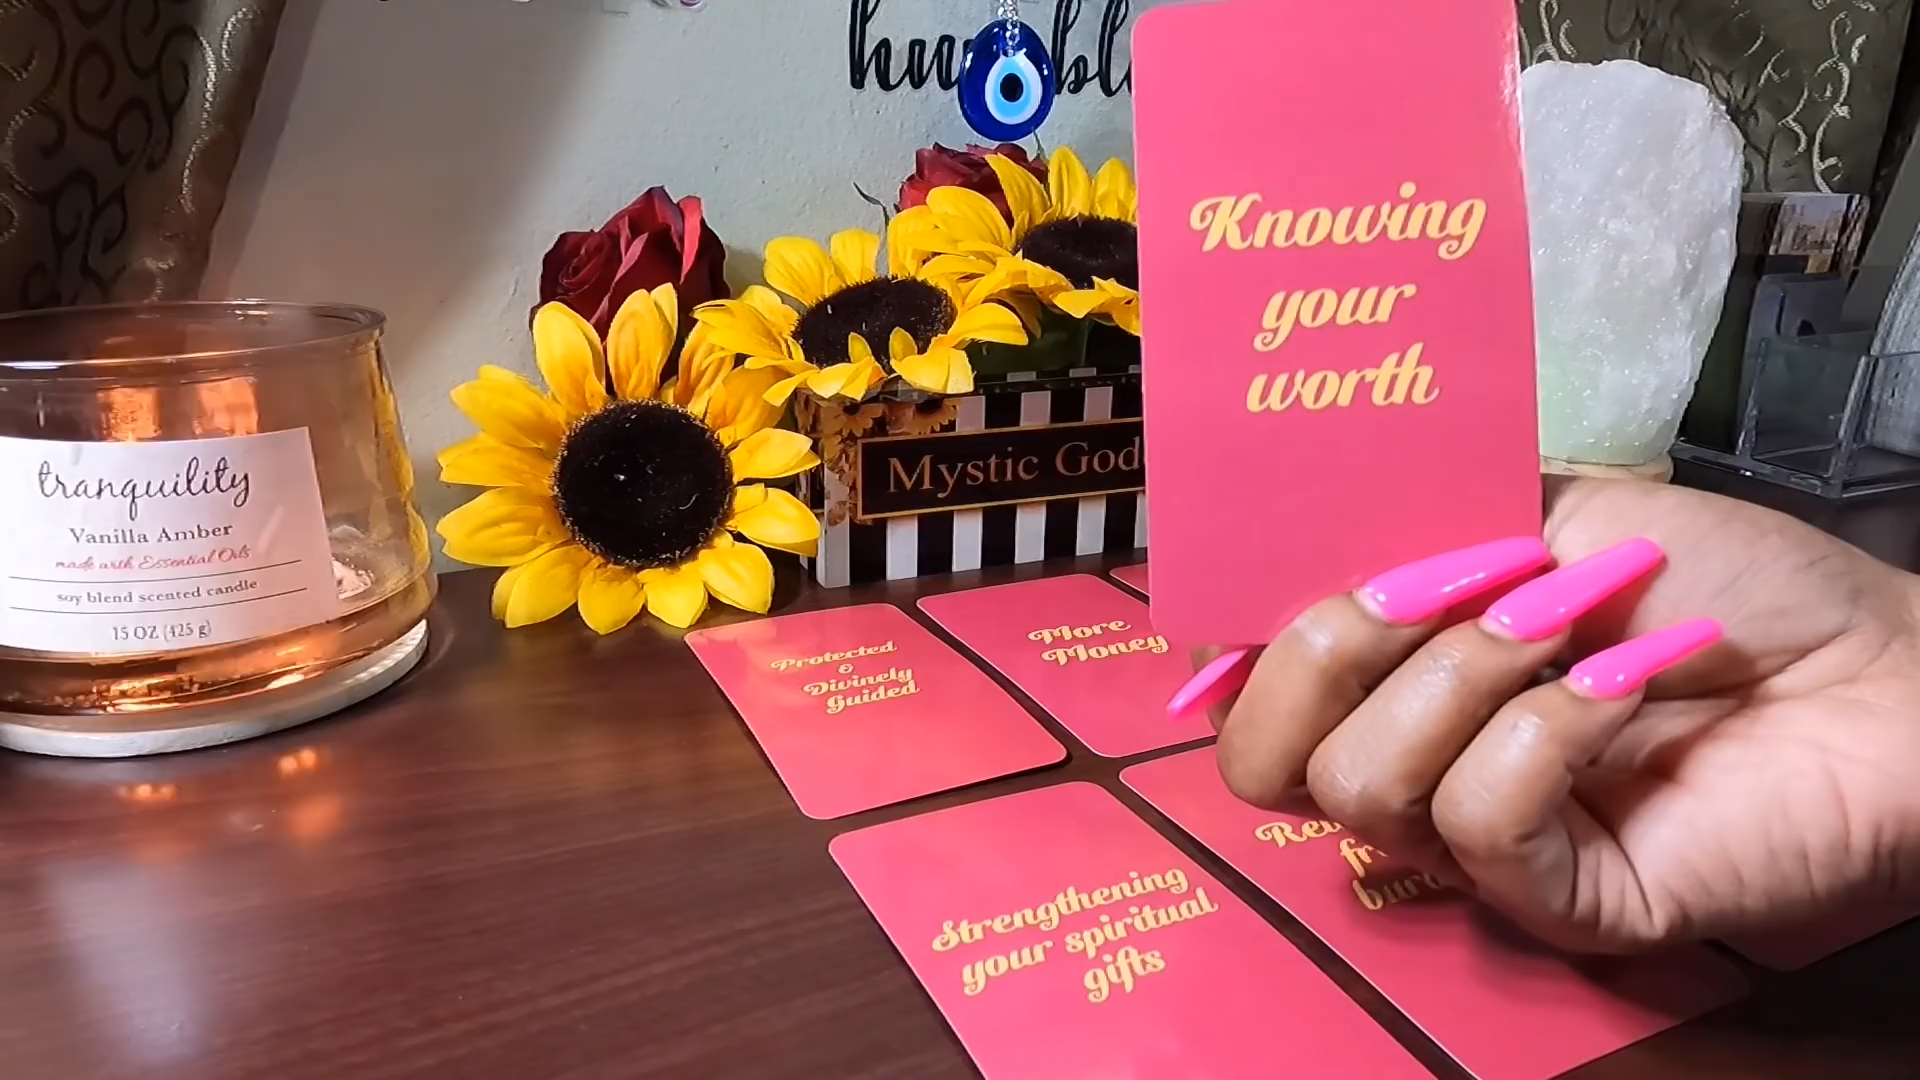 Knowing
your
worth
tranquility
Vanilla Amber
made with Essential Oils
soy blend scented candle
15 OZ (425 g)
Mystic
Protected
&
Divinely
Guided
More
Money
Strengthening
your spiritual
gifts